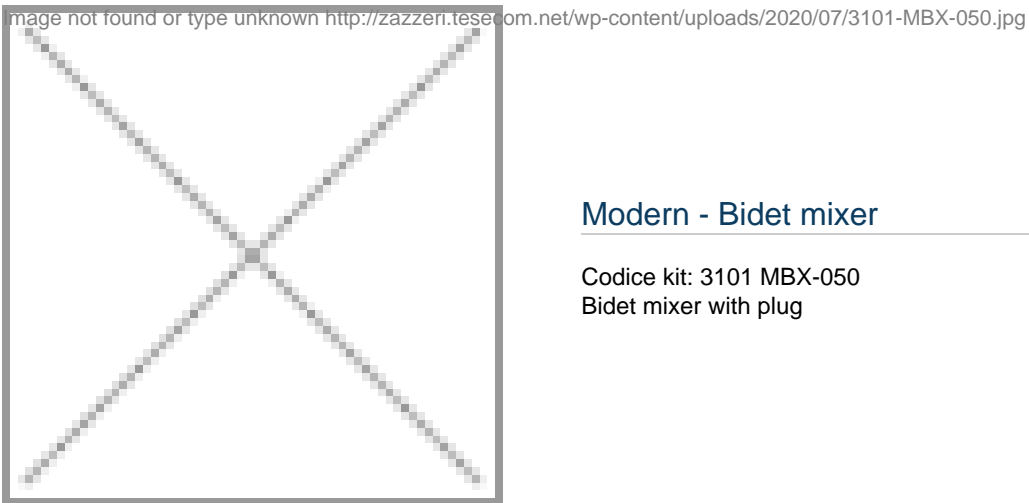 Image not found or type unknown http://zazzeri.tesecom.net/wp-content/uploads/2020/07/3101-MBX-050.jpg
Modern - Bidet mixer
Codice kit: 3101 MBX-050
Bidet mixer with plug